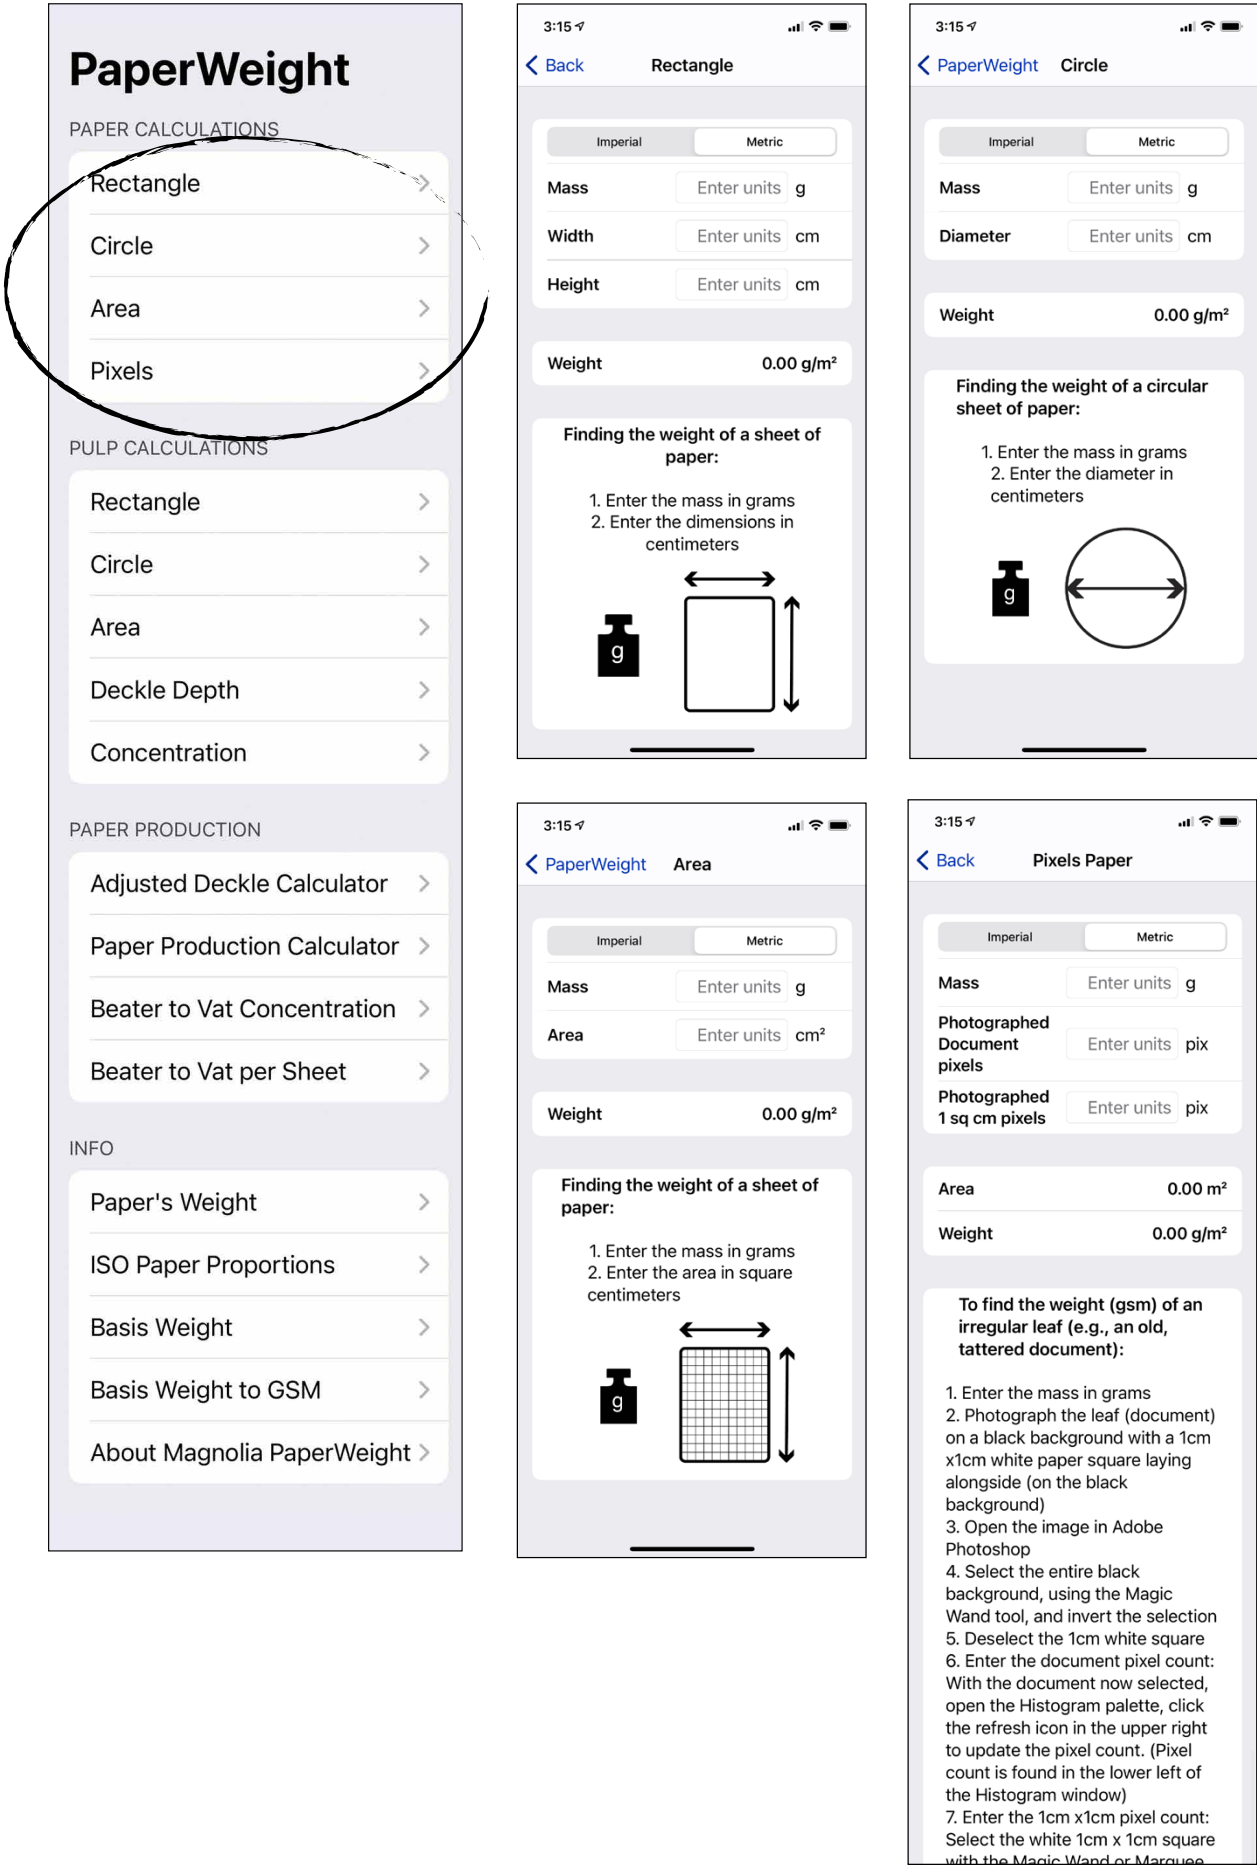 PaperWeight
PAPER CALCULATIONS
Rectangle
Circle
Area
Pixels
PULP CALCULATIONS
Rectangle
Circle
Area
Deckle Depth
Concentration
PAPER PRODUCTION
Adjusted Deckle Calculator
Paper Production Calculator
Beater to Vat Concentration
Beater to Vat per Sheet
INFO
Paper's Weight
ISO Paper Proportions
Basis Weight
Basis Weight to GSM
About Magnolia PaperWeight
3:15
Back Rectangle
Imperial Metric
Mass Enter units g
Width Enter units cm
Height Enter units cm
Weight 0.00 g/m²
Finding the weight of a sheet of
paper:
1. Enter the mass in grams
2. Enter the dimensions in
centimeters
g
3:15
PaperWeight Circle
Imperial Metric
Mass Enter units g
Diameter Enter units cm
Weight 0.00 g/m²
Finding the weight of a circular
sheet of paper:
1. Enter the mass in grams
2. Enter the diameter in
centimeters
g
3:15
PaperWeight Area
Imperial Metric
Mass Enter units g
Area Enter units cm²
Weight 0.00 g/m²
Finding the weight of a sheet of
paper:
1. Enter the mass in grams
2. Enter the area in square
centimeters
g
3:15
Back Pixels Paper
Imperial Metric
Mass Enter units g
Photographed
Document Enter units pix
pixels
Photographed
1 sq cm pixels Enter units pix
Area 0.00 m²
Weight 0.00 g/m²
To find the weight (gsm) of an
irregular leaf (e.g., an old,
tattered document):
1. Enter the mass in grams
2. Photograph the leaf (document)
on a black background with a 1cm
x1cm white paper square laying
alongside (on the black
background)
3. Open the image in Adobe
Photoshop
4. Select the entire black
background, using the Magic
Wand tool, and invert the selection
5. Deselect the 1cm white square
6. Enter the document pixel count:
With the document now selected,
open the Histogram palette, click
the refresh icon in the upper right
to update the pixel count. (Pixel
count is found in the lower left of
the Histogram window)
7. Enter the 1cm x1cm pixel count:
Select the white 1cm x 1cm square
with the Magic Wand or Marquee